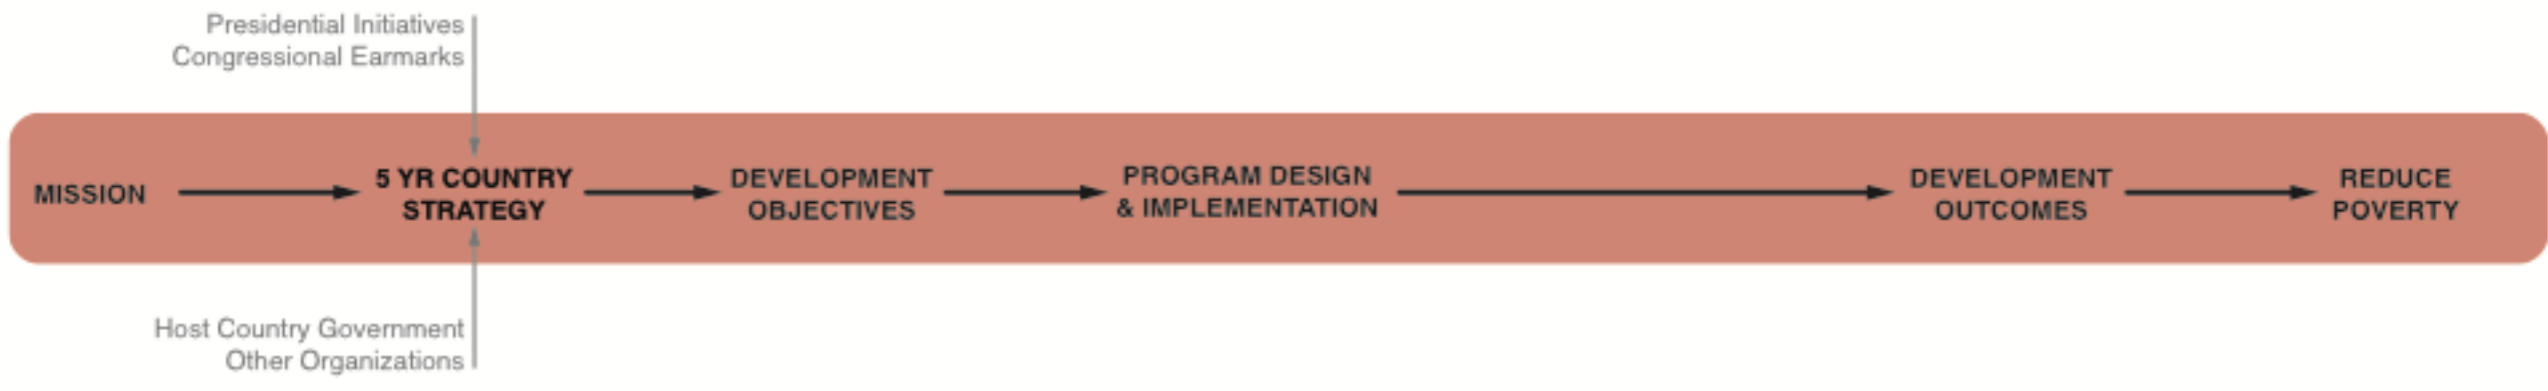 Presidential Initiatives
Congressional Earmarks
MISSION
5 YR COUNTRY
STRATEGY
DEVELOPMENT
OBJECTIVES
PROGRAM DESIGN
& IMPLEMENTATION
DEVELOPMENT
OUTCOMES
REDUCE
POVERTY
Host Country Government
Other Organizations